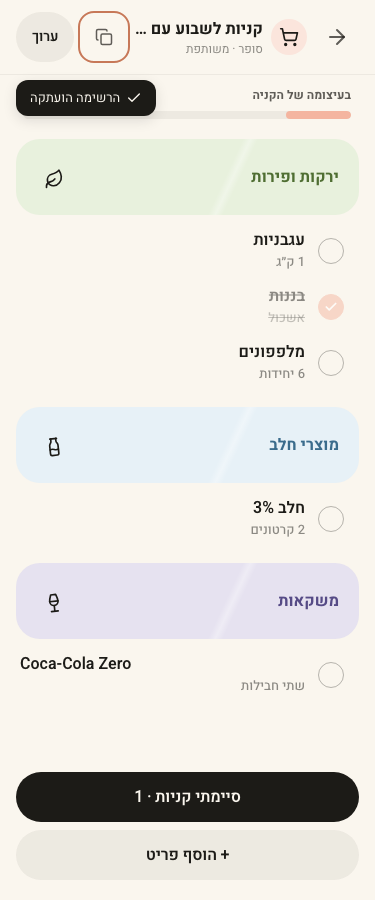 קניות לשבוע עם ...
סופר · משותפת
ערוך
בעיצומה של הקניה
הרשימה הועתקה
ירקות ופירות
עגבניות
1 ק״ג
בננות
אשכול
מלפפונים
6 יחידות
מוצרי חלב
חלב 3%
2 קרטונים
משקאות
Coca-Cola Zero
שתי חבילות
סיימתי קניות · 1
+ הוסף פריט